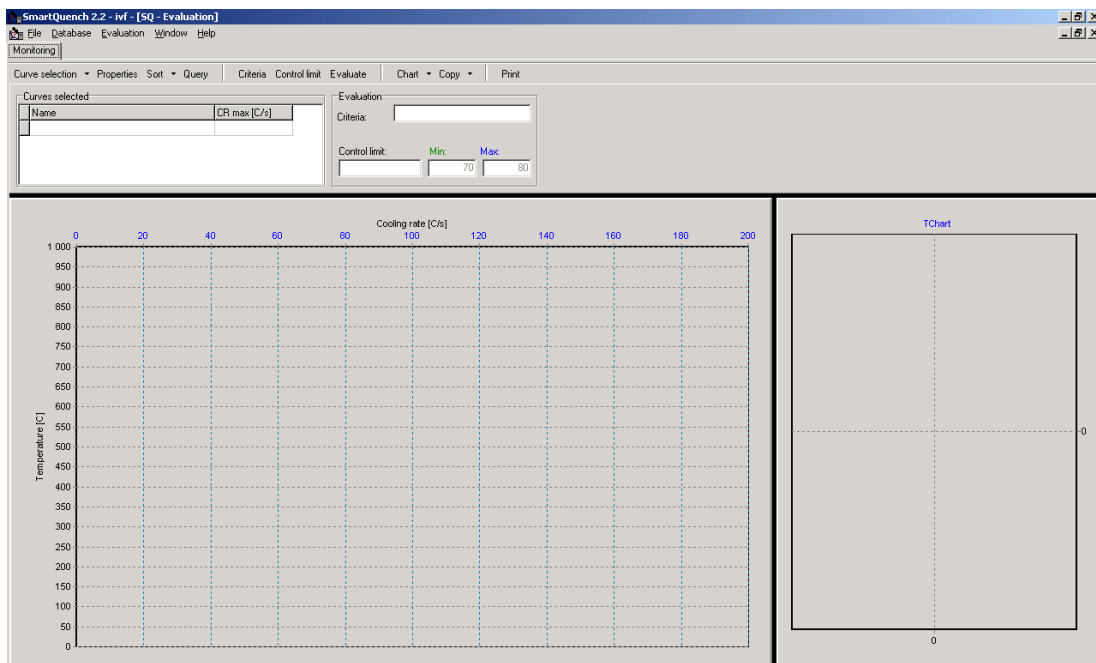 SmartQuench 2.2 - ivf - [SQ - Evaluation]
File Database Evaluation Window Help
Monitoring
Curve selection Properties Sort Query Criteria Control limit Evaluate Chart Copy Print
Curves selected
Name CR max [C/s]
Evaluation
Criteria:
Control limit: Min: Max:
70 80
Cooling rate [C/s]
0 20 40 60 80 100 120 140 160 180 200
1 000
950
900
850
800
750
700
650
600
550
500
450
400
350
300
250
200
150
100
50
0
Temperature [C]
TChart
0
0